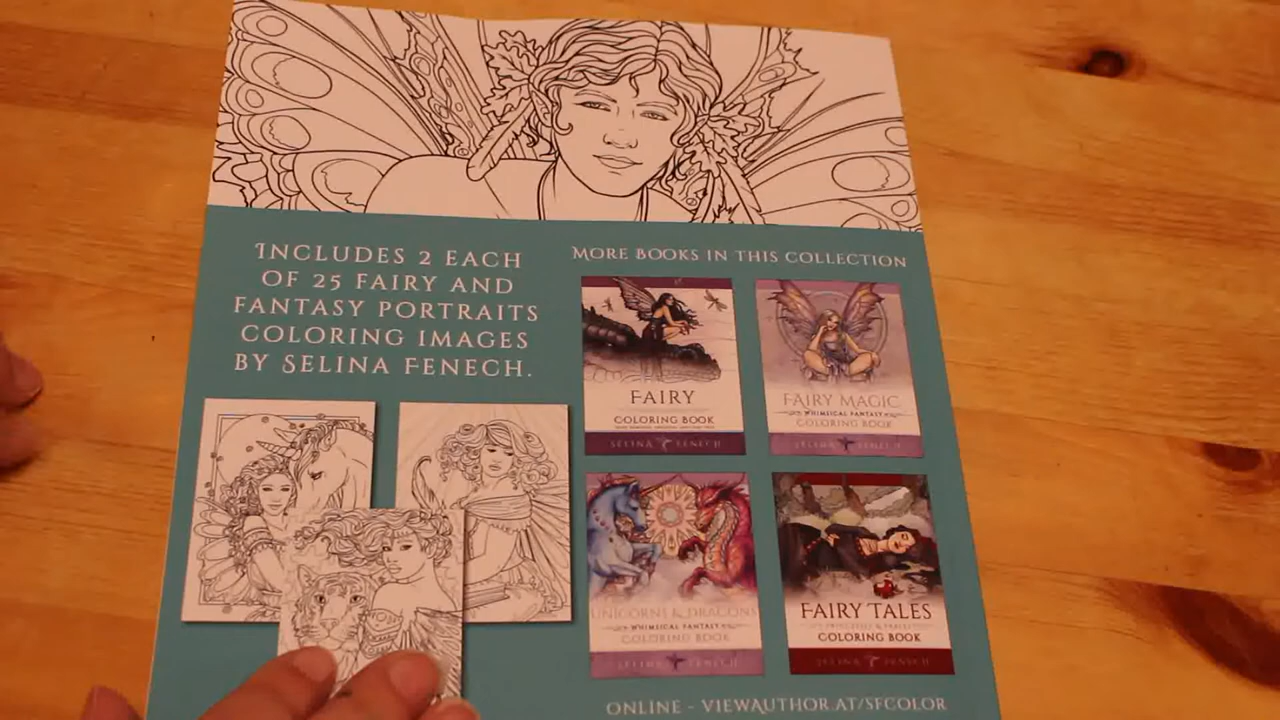 INCLUDES 2 EACH
OF 25 FAIRY AND
FANTASY PORTRAITS
COLORING IMAGES
BY SELINA FENECH.
MORE BOOKS IN THIS COLLECTION
FAIRY
COLORING BOOK
SELINA FENECH
FAIRY MAGIC
WHIMSICAL FANTASY
COLORING BOOK
SELINA FENECH
UNICORNS & DRAGONS
WHIMSICAL FANTASY
COLORING BOOK
SELINA FENECH
FAIRY TALES
COLORING BOOK
SELINA FENECH
ONLINE - VIEWAUTHOR.AT/SFCOLOR